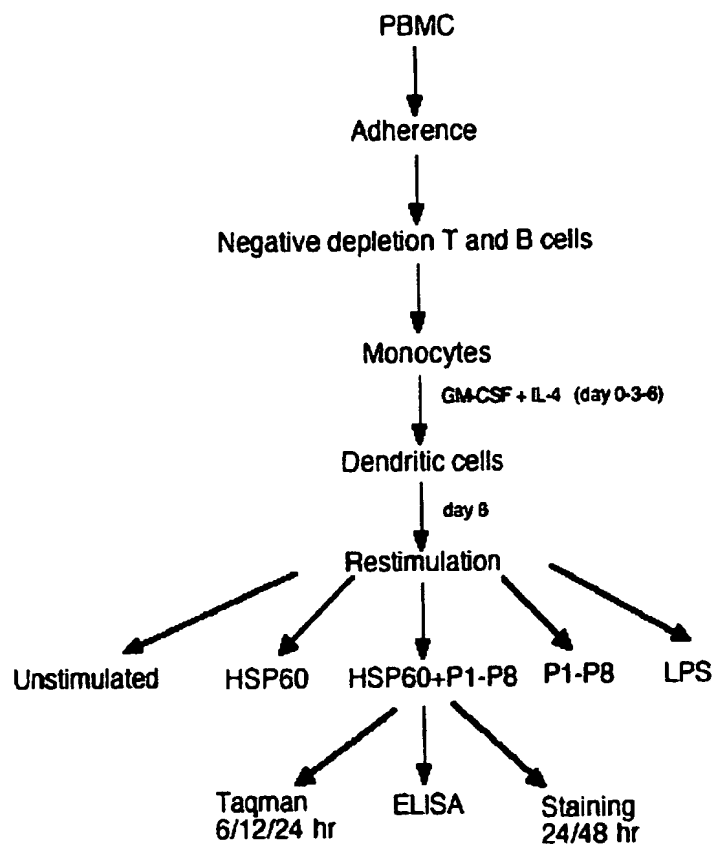 PBMC
Adherence
Negative depletion T and B cells
Monocytes
GM-CSF + IL-4 (day 0-3-6)
Dendritic cells
day 6
Restimulation
Unstimulated HSP60 HSP60+P1-P8 P1-P8 LPS
Taqman ELISA Staining
6/12/24 hr 24/48 hr